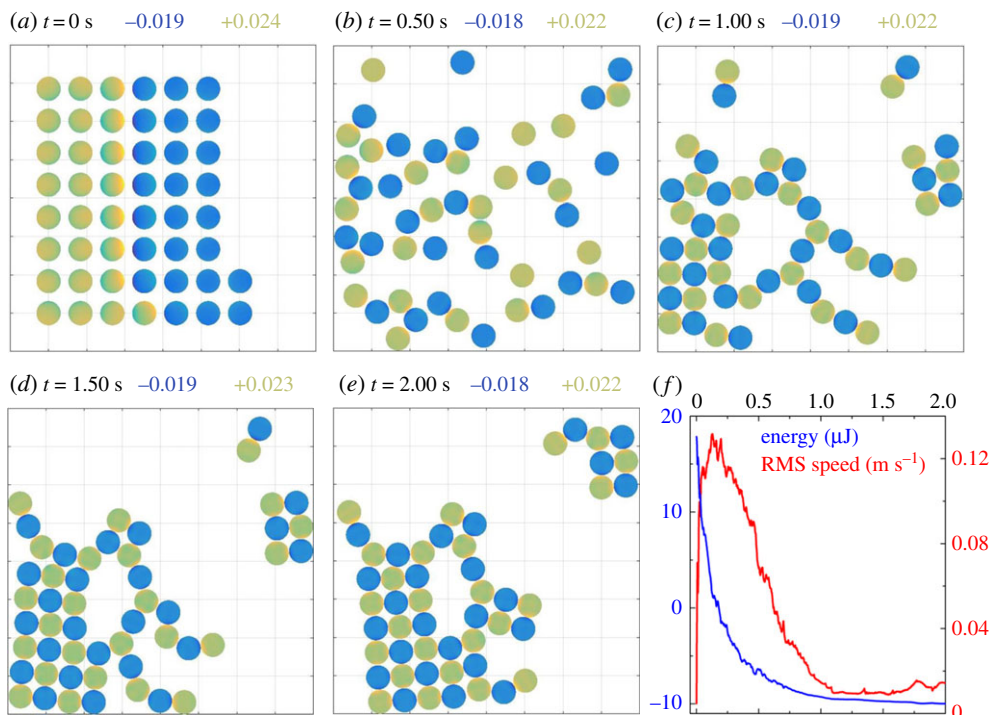 (a) t = 0 s −0.019 +0.024
(b) t = 0.50 s −0.018 +0.022
(c) t = 1.00 s −0.019 +0.022
(d) t = 1.50 s −0.019 +0.023
(e) t = 2.00 s −0.018 +0.022
(f)
0 0.5 1.0 1.5 2.0
20
10
0
−10
energy (μJ)
RMS speed (m s⁻¹)
0.12
0.08
0.04
0